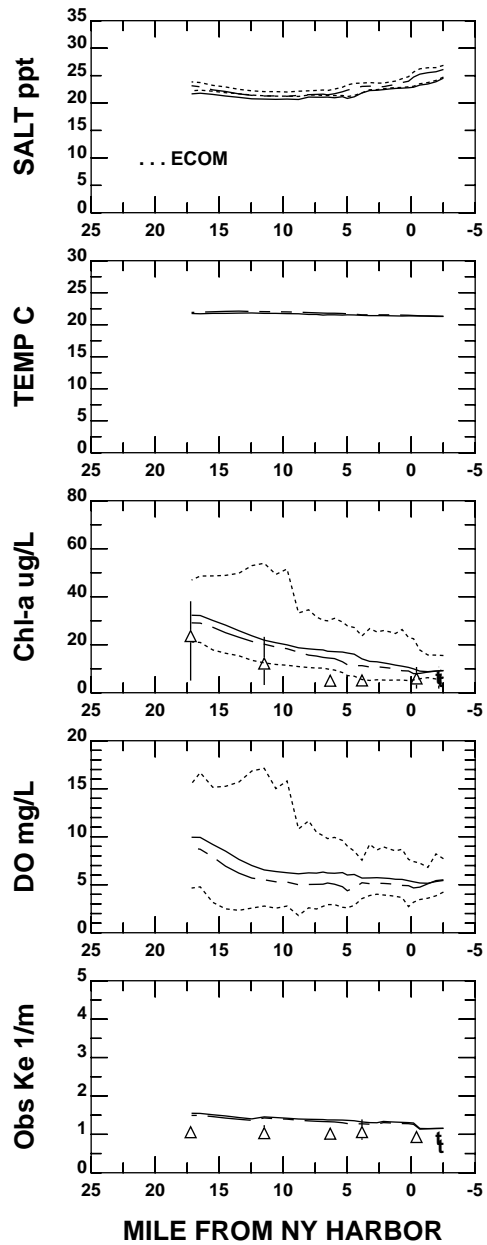 SALT ppt
35
30
25
20
15
10
5
0
. . . ECOM
25 20 15 10 5 0 -5
TEMP C
30
25
20
15
10
5
0
25 20 15 10 5 0 -5
Chl-a ug/L
80
60
40
20
0
25 20 15 10 5 0 -5
DO mg/L
20
15
10
5
0
25 20 15 10 5 0 -5
Obs Ke 1/m
5
4
3
2
1
0
25 20 15 10 5 0 -5
MILE FROM NY HARBOR